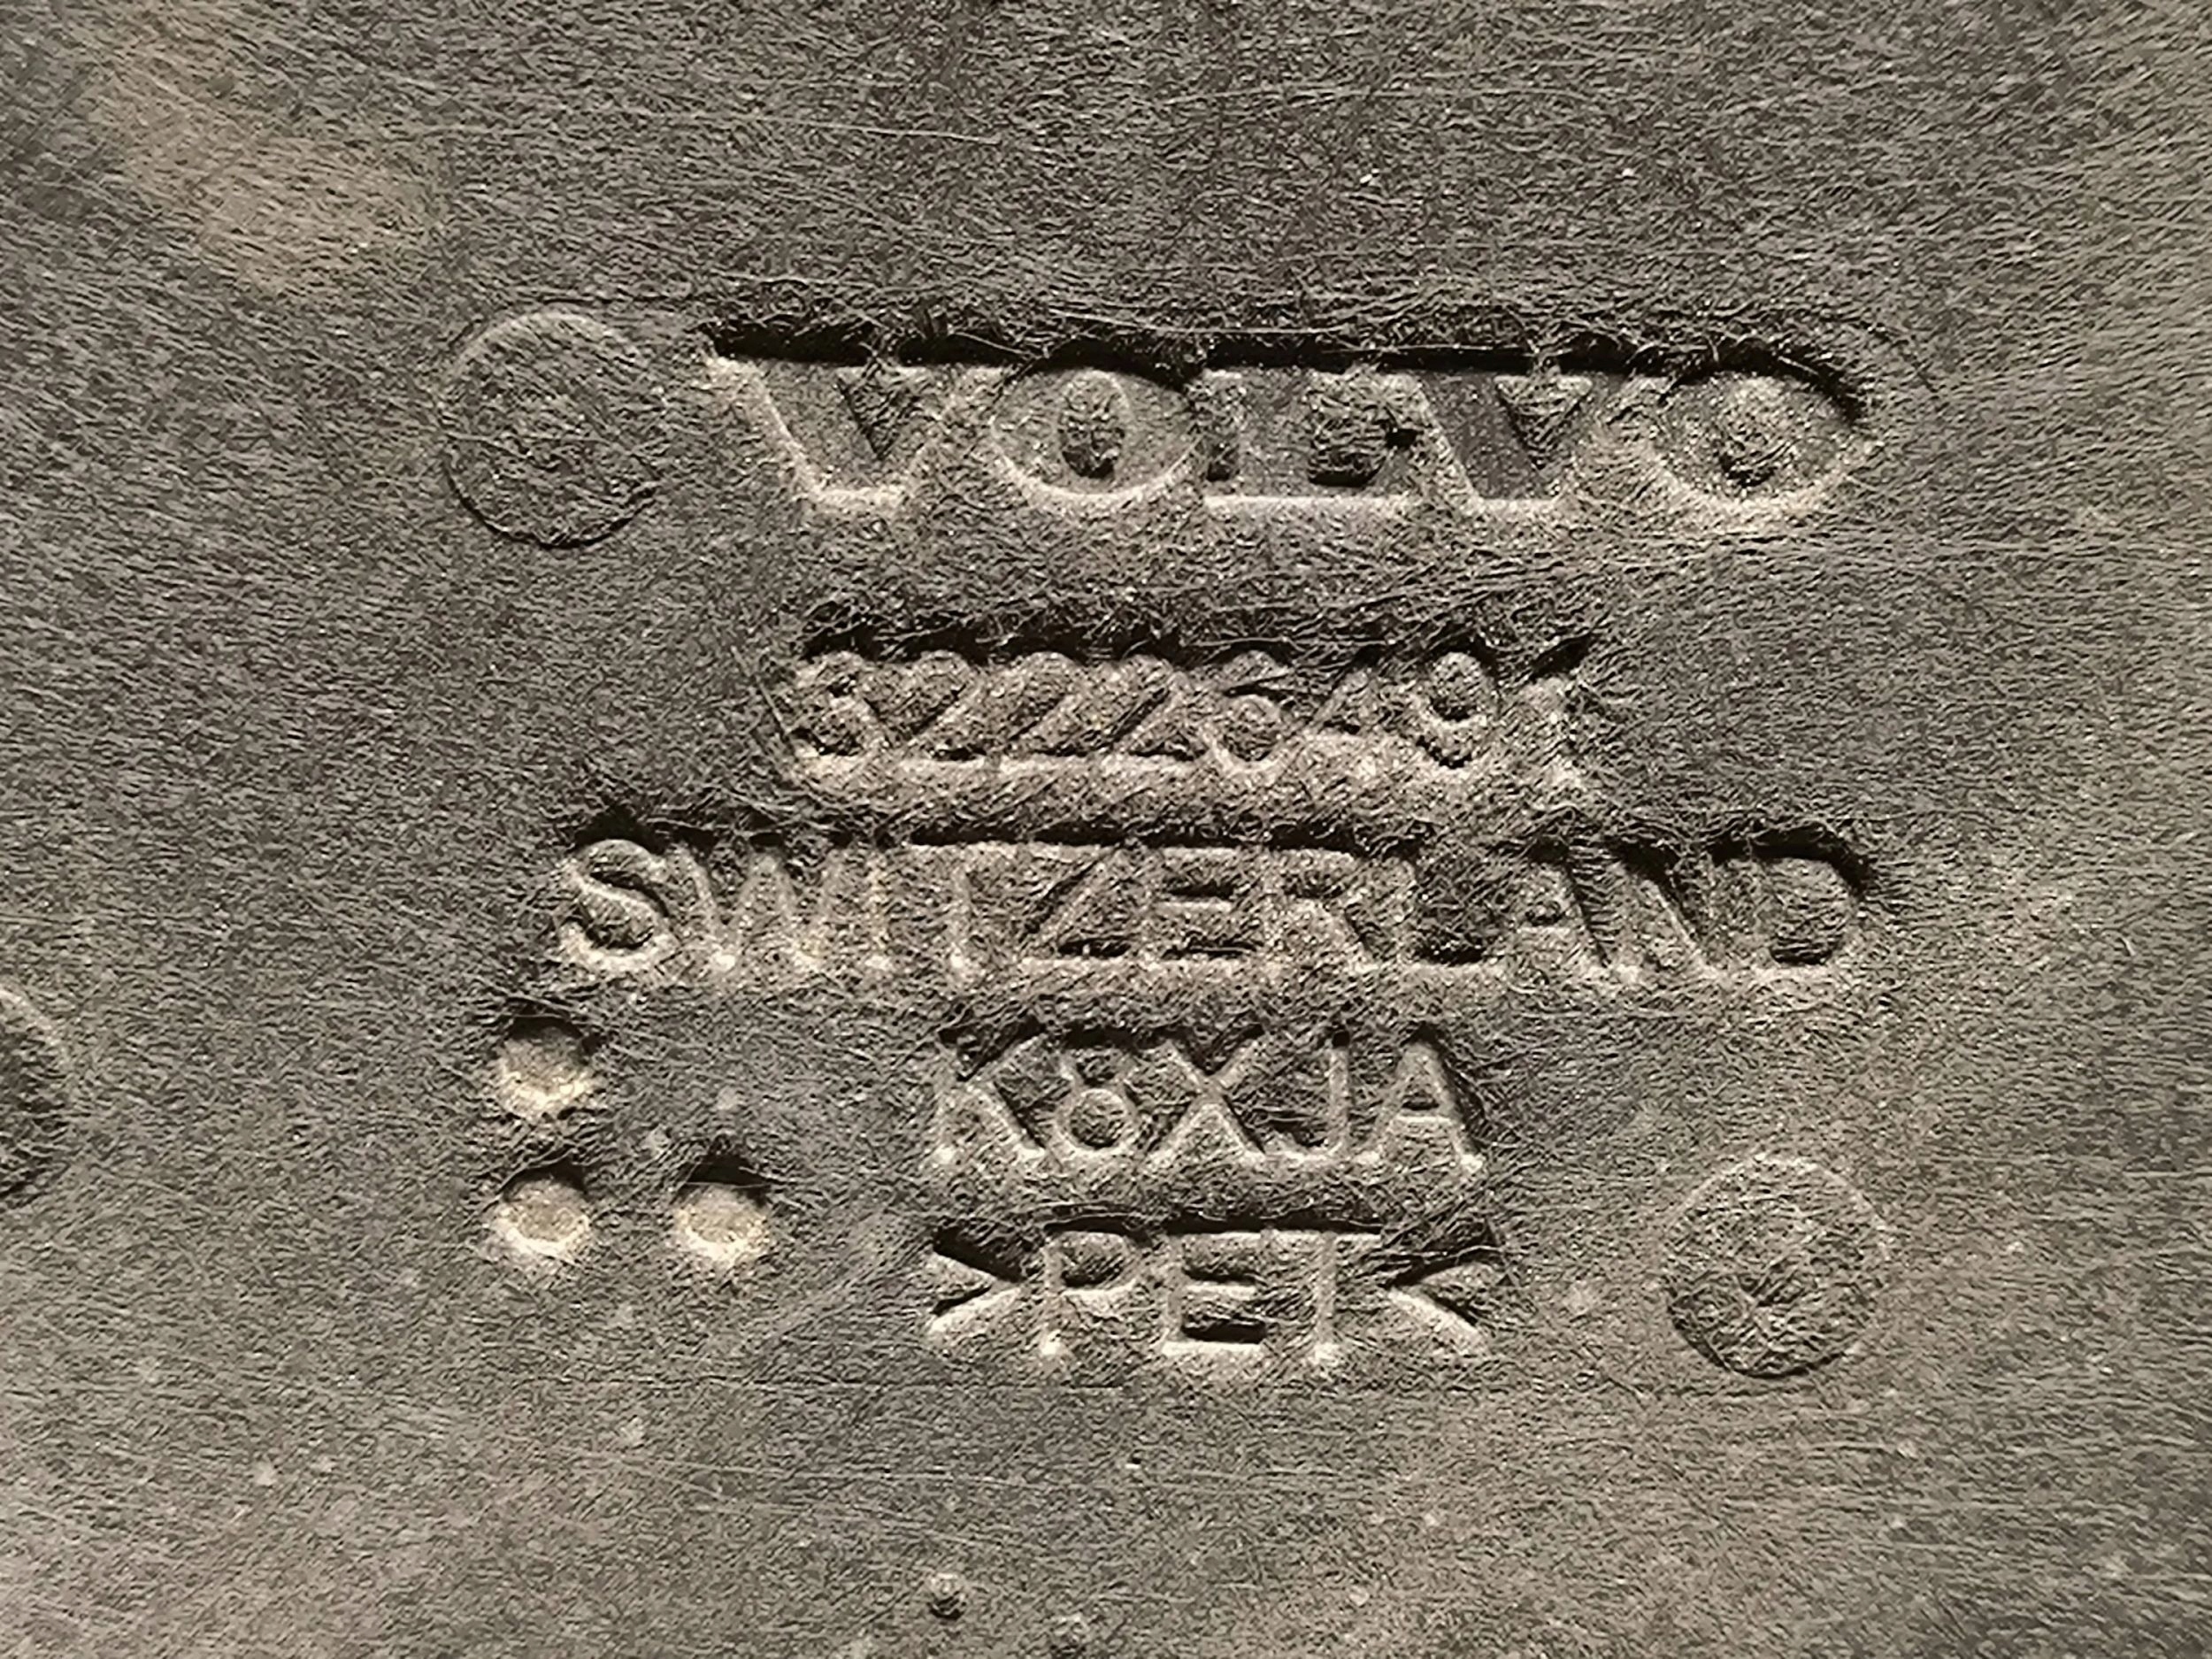 VOLVO
SWITZERLAND
K8XJA
>PET<